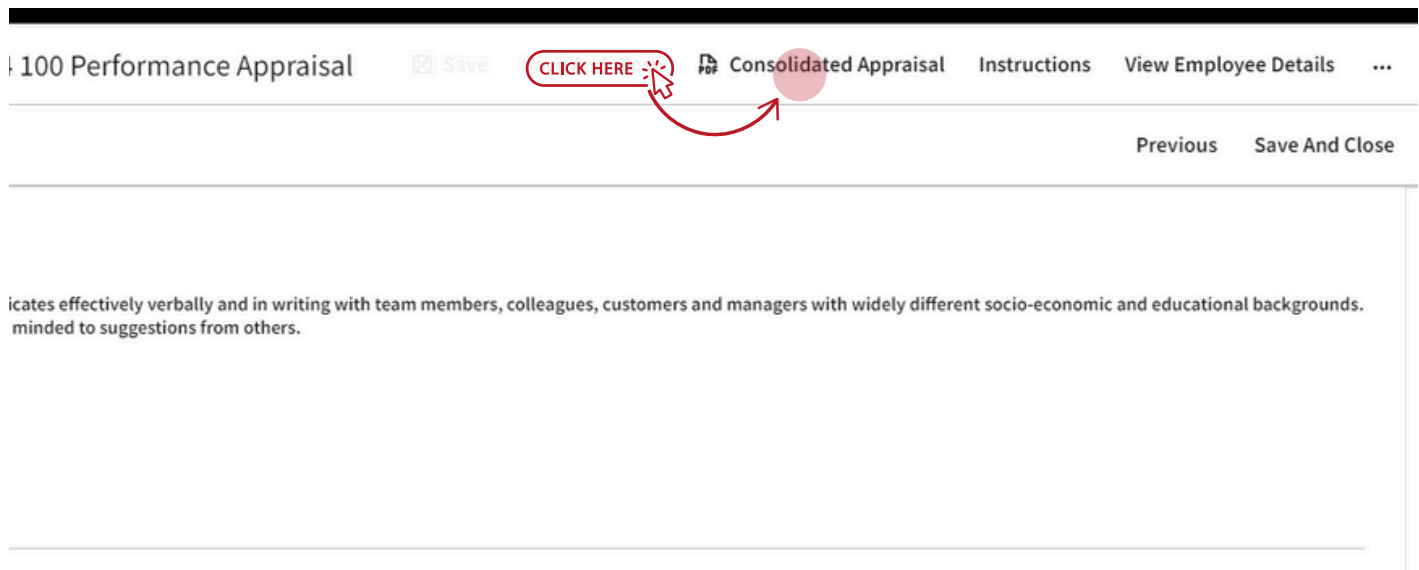 100 Performance Appraisal Save CLICK HERE PDF Consolidated Appraisal Instructions View Employee Details ...
Previous Save And Close
icates effectively verbally and in writing with team members, colleagues, customers and managers with widely different socio-economic and educational backgrounds.
minded to suggestions from others.